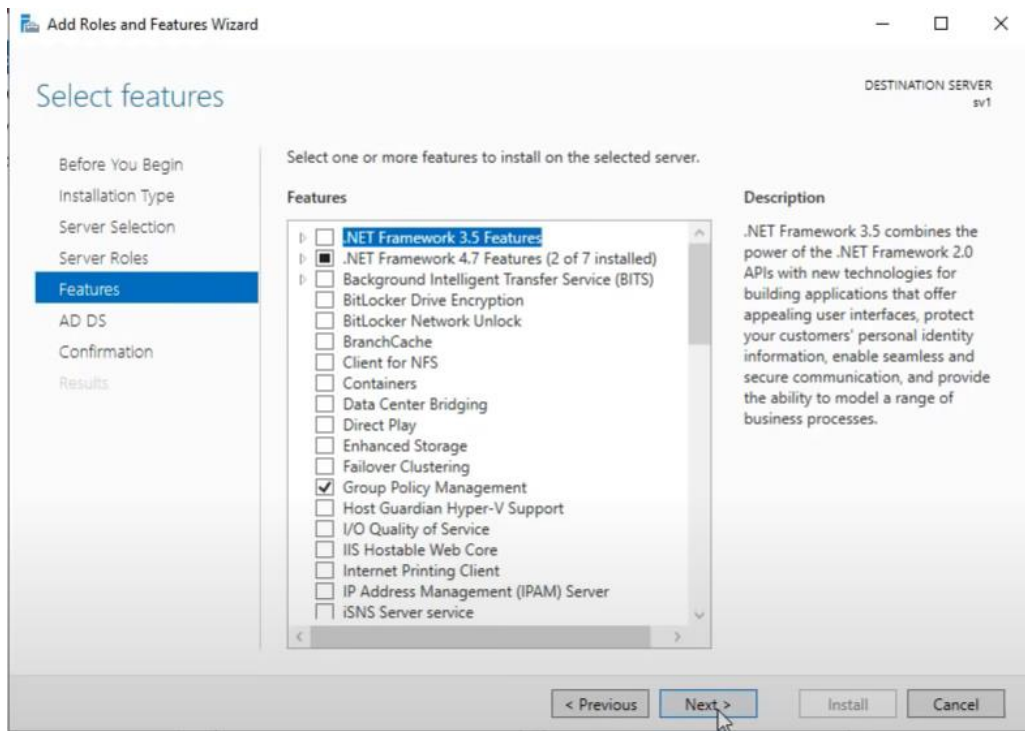 Add Roles and Features Wizard
Select features
DESTINATION SERVER
sv1
Before You Begin
Installation Type
Server Selection
Server Roles
Features
AD DS
Confirmation
Results
Select one or more features to install on the selected server.
Features
.NET Framework 3.5 Features
.NET Framework 4.7 Features (2 of 7 installed)
Background Intelligent Transfer Service (BITS)
BitLocker Drive Encryption
BitLocker Network Unlock
BranchCache
Client for NFS
Containers
Data Center Bridging
Direct Play
Enhanced Storage
Failover Clustering
Group Policy Management
Host Guardian Hyper-V Support
I/O Quality of Service
IIS Hostable Web Core
Internet Printing Client
IP Address Management (IPAM) Server
iSNS Server service
Description
.NET Framework 3.5 combines the
power of the .NET Framework 2.0
APIs with new technologies for
building applications that offer
appealing user interfaces, protect
your customers' personal identity
information, enable seamless and
secure communication, and provide
the ability to model a range of
business processes.
< Previous
Next >
Install
Cancel